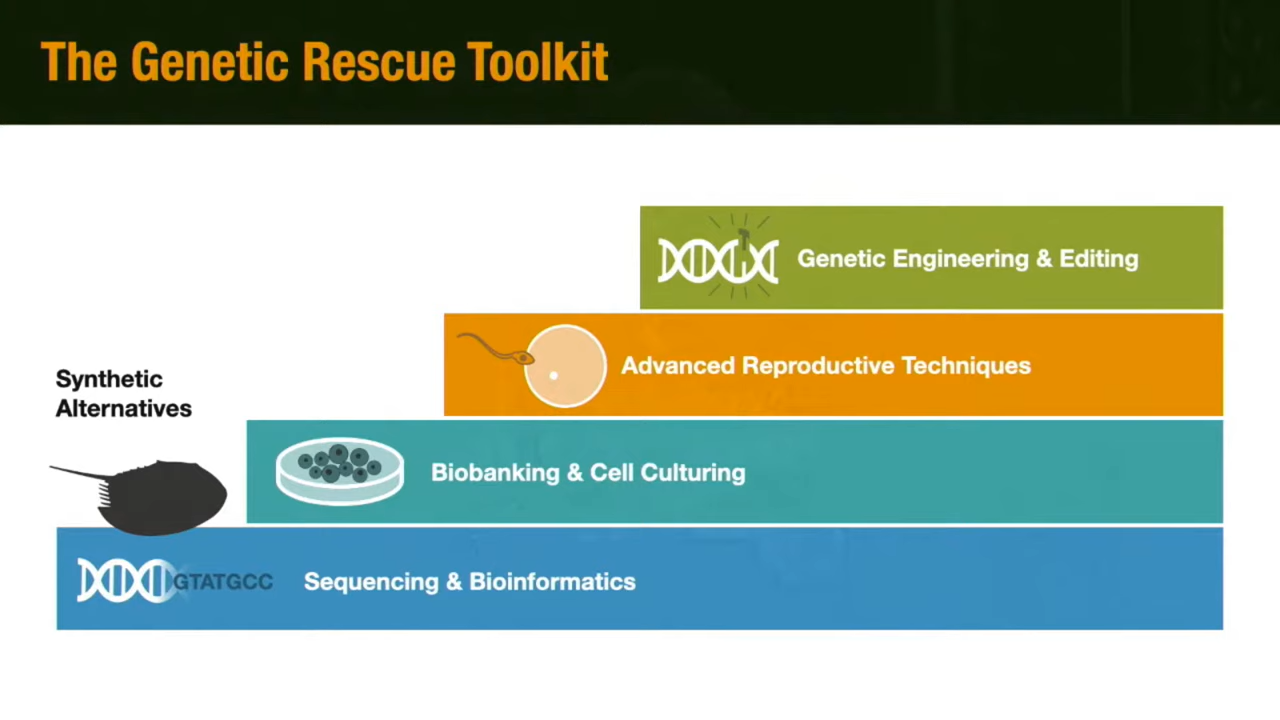 The Genetic Rescue Toolkit
Genetic Engineering & Editing
Advanced Reproductive Techniques
Synthetic
Alternatives
Biobanking & Cell Culturing
GTATGCC
Sequencing & Bioinformatics